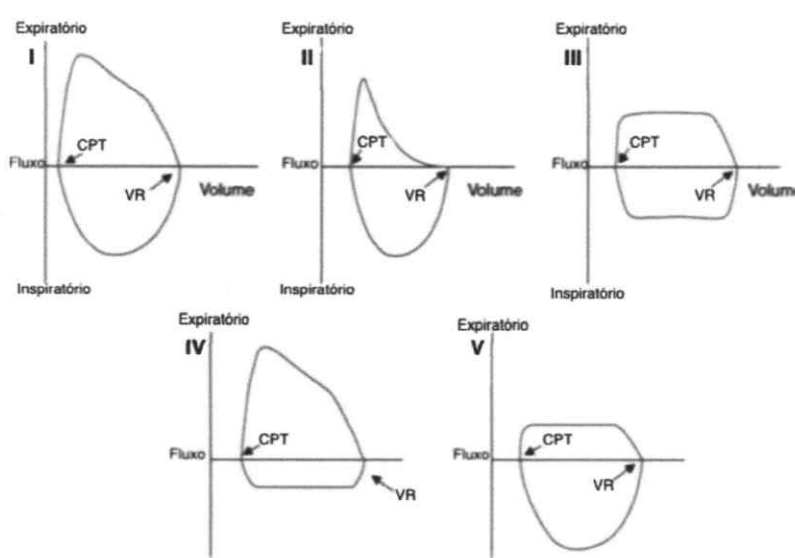 Expiratório
I
CPT
Fluxo
VR
Volume
Inspiratório
Expiratório
II
CPT
Fluxo
VR
Volume
Inspiratório
Expiratório
III
CPT
Fluxo
VR
Volume
Inspiratório
Expiratório
IV
CPT
Fluxo
VR
Expiratório
V
CPT
Fluxo
VR